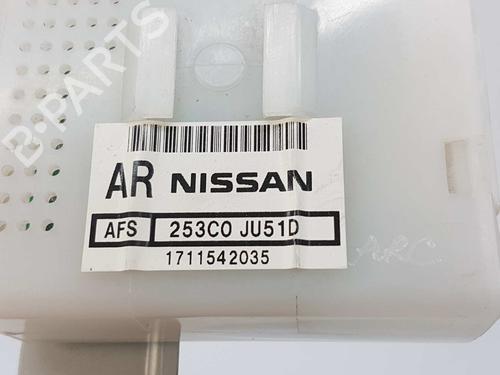 B-PARTS
AR NISSAN
AFS 253C0 JU51D
1711542035